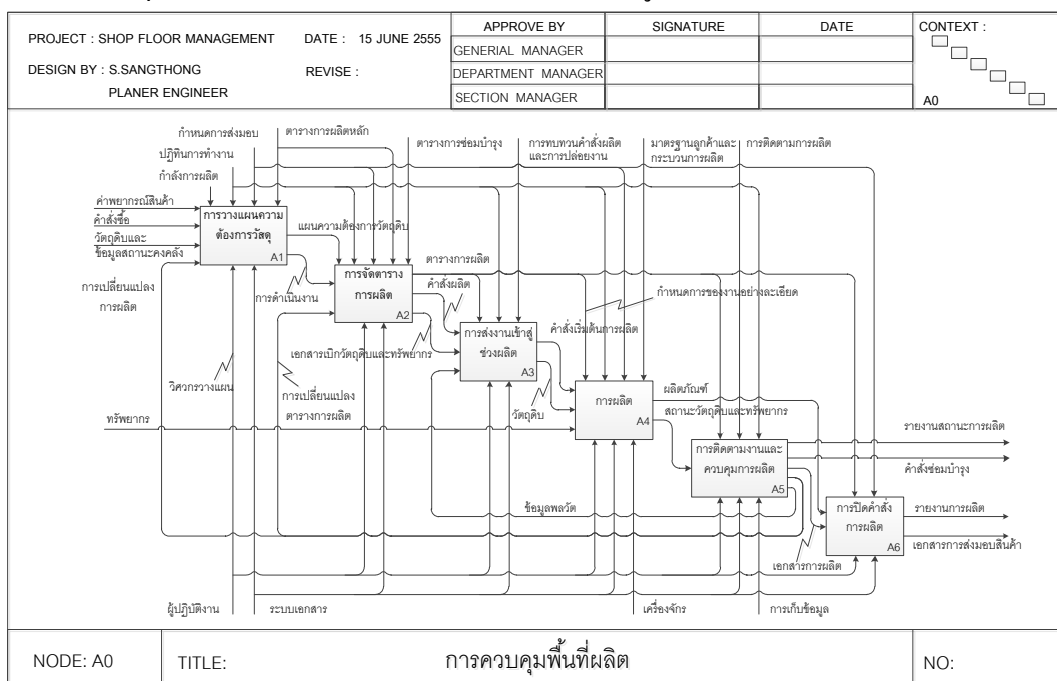 PROJECT : SHOP FLOOR MANAGEMENT
DATE : 15 JUNE 2555
DESIGN BY : S.SANGTHONG
REVISE :
PLANER ENGINEER
APPROVE BY
SIGNATURE
DATE
GENERIAL MANAGER
DEPARTMENT MANAGER
SECTION MANAGER
CONTEXT :
A0
กำหนดการส่งมอบ
ตารางการผลิตหลัก
ปฏิทินการทำงาน
กำลังการผลิต
ตารางการซ่อมบำรุง
การทบทวนคำสั่งผลิต
และการปล่อยงาน
มาตรฐานลูกค้าและ
กระบวนการผลิต
การติดตามการผลิต
ค่าพยากรณ์สินค้า
คำสั่งซื้อ
วัตถุดิบและ
ข้อมูลสถานะคงคลัง
การวางแผนความ
ต้องการวัสดุ
A1
แผนความต้องการวัตถุดิบ
การเปลี่ยนแปลง
การผลิต
การดำเนินงาน
การจัดตาราง
การผลิต
A2
ตารางการผลิต
คำสั่งผลิต
กำหนดการของงานอย่างละเอียด
เอกสารเบิกวัตถุดิบและทรัพยากร
การส่งงานเข้าสู่
ช่วงผลิต
A3
คำสั่งเริ่มต้นการผลิต
วิศวกรวางแผน
การเปลี่ยนแปลง
ตารางการผลิต
วัตถุดิบ
การผลิต
A4
ผลิตภัณฑ์
สถานะวัตถุดิบและทรัพยากร
ทรัพยากร
การติดตามงานและ
ควบคุมการผลิต
A5
รายงานสถานะการผลิต
คำสั่งซ่อมบำรุง
ข้อมูลพลวัต
การปิดคำสั่ง
การผลิต
A6
รายงานการผลิต
เอกสารการส่งมอบสินค้า
เอกสารการผลิต
ผู้ปฏิบัติงาน
ระบบเอกสาร
เครื่องจักร
การเก็บข้อมูล
NODE: A0
TITLE:
การควบคุมพื้นที่ผลิต
NO: